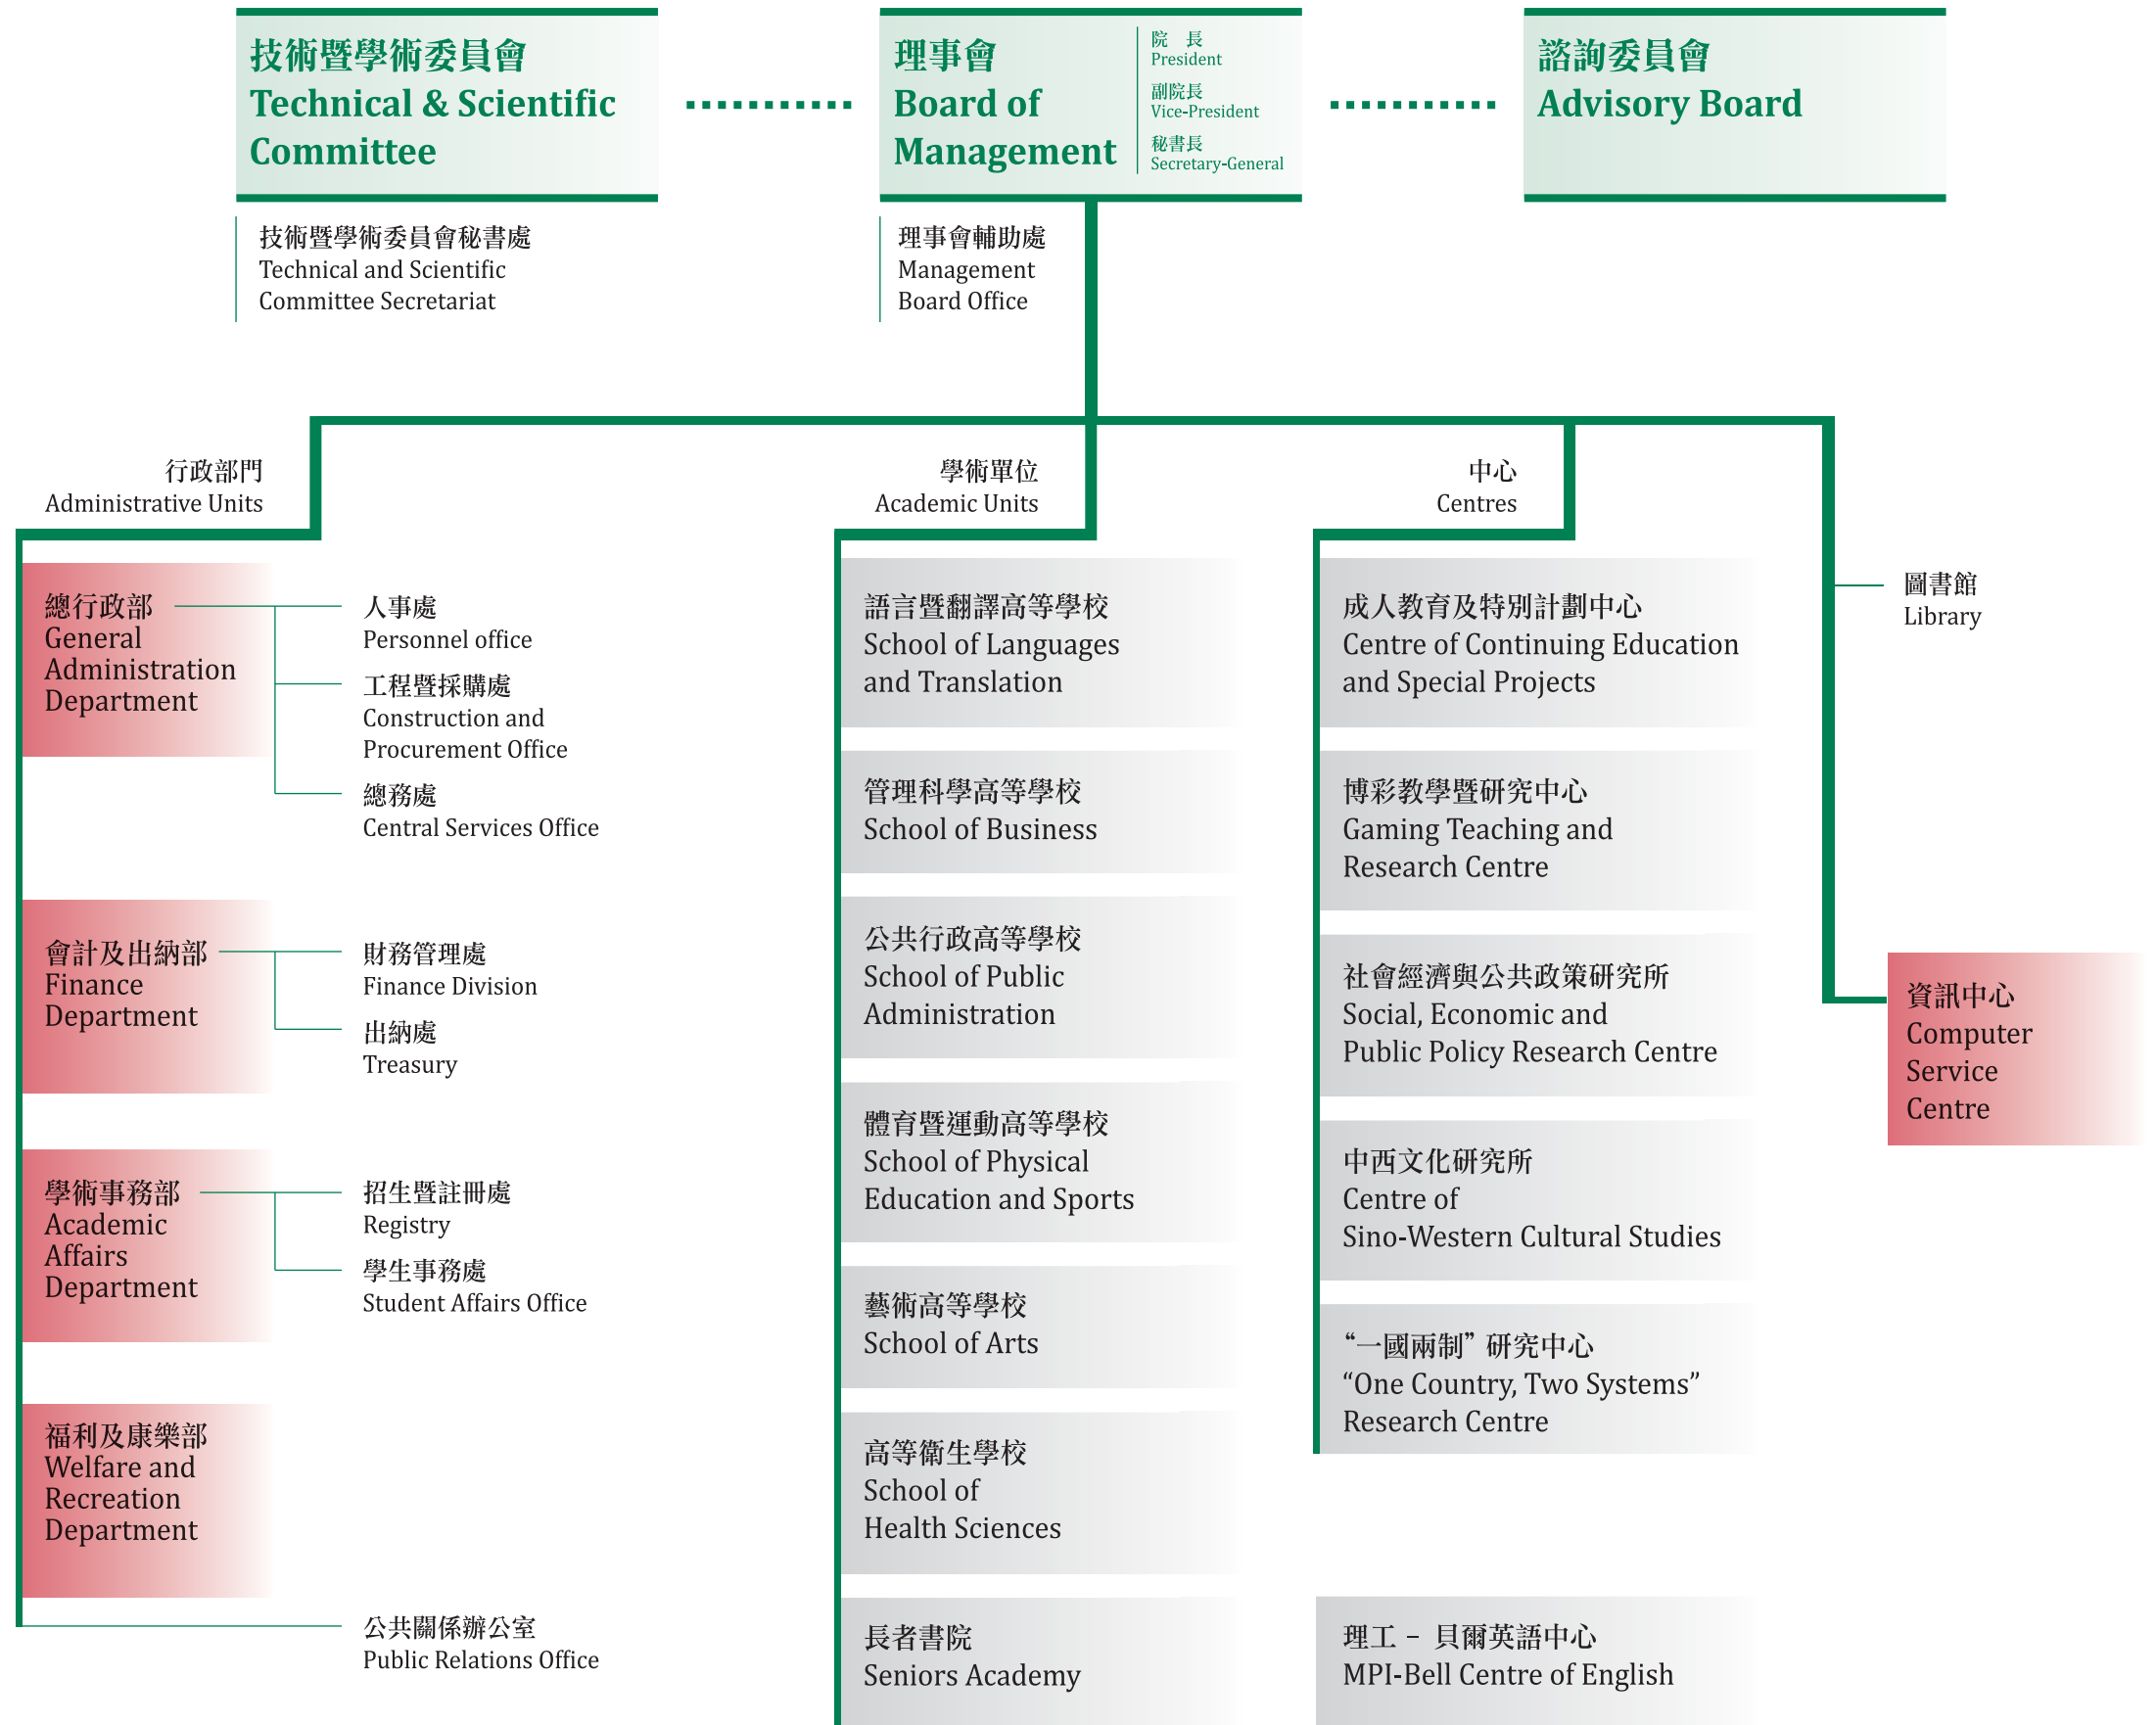 技術暨學術委員會
Technical & Scientific
Committee
理事會
Board of
Management
院 長
President
副院長
Vice-President
秘書長
Secretary-General
諮詢委員會
Advisory Board
技術暨學術委員會秘書處
Technical and Scientific
Committee Secretariat
理事會輔助處
Management
Board Office
行政部門
Administrative Units
總行政部
General
Administration
Department
人事處
Personnel office
工程暨採購處
Construction and
Procurement Office
總務處
Central Services Office
會計及出納部
Finance
Department
財務管理處
Finance Division
出納處
Treasury
學術事務部
Academic
Affairs
Department
招生暨註冊處
Registry
學生事務處
Student Affairs Office
福利及康樂部
Welfare and
Recreation
Department
公共關係辦公室
Public Relations Office
學術單位
Academic Units
語言暨翻譯高等學校
School of Languages
and Translation
管理科學高等學校
School of Business
公共行政高等學校
School of Public
Administration
體育暨運動高等學校
School of Physical
Education and Sports
藝術高等學校
School of Arts
高等衛生學校
School of
Health Sciences
長者書院
Seniors Academy
中心
Centres
成人教育及特別計劃中心
Centre of Continuing Education
and Special Projects
博彩教學暨研究中心
Gaming Teaching and
Research Centre
社會經濟與公共政策研究所
Social, Economic and
Public Policy Research Centre
中西文化研究所
Centre of
Sino-Western Cultural Studies
“一國兩制” 研究中心
“One Country, Two Systems”
Research Centre
理工 – 貝爾英語中心
MPI-Bell Centre of English
圖書館
Library
資訊中心
Computer
Service
Centre